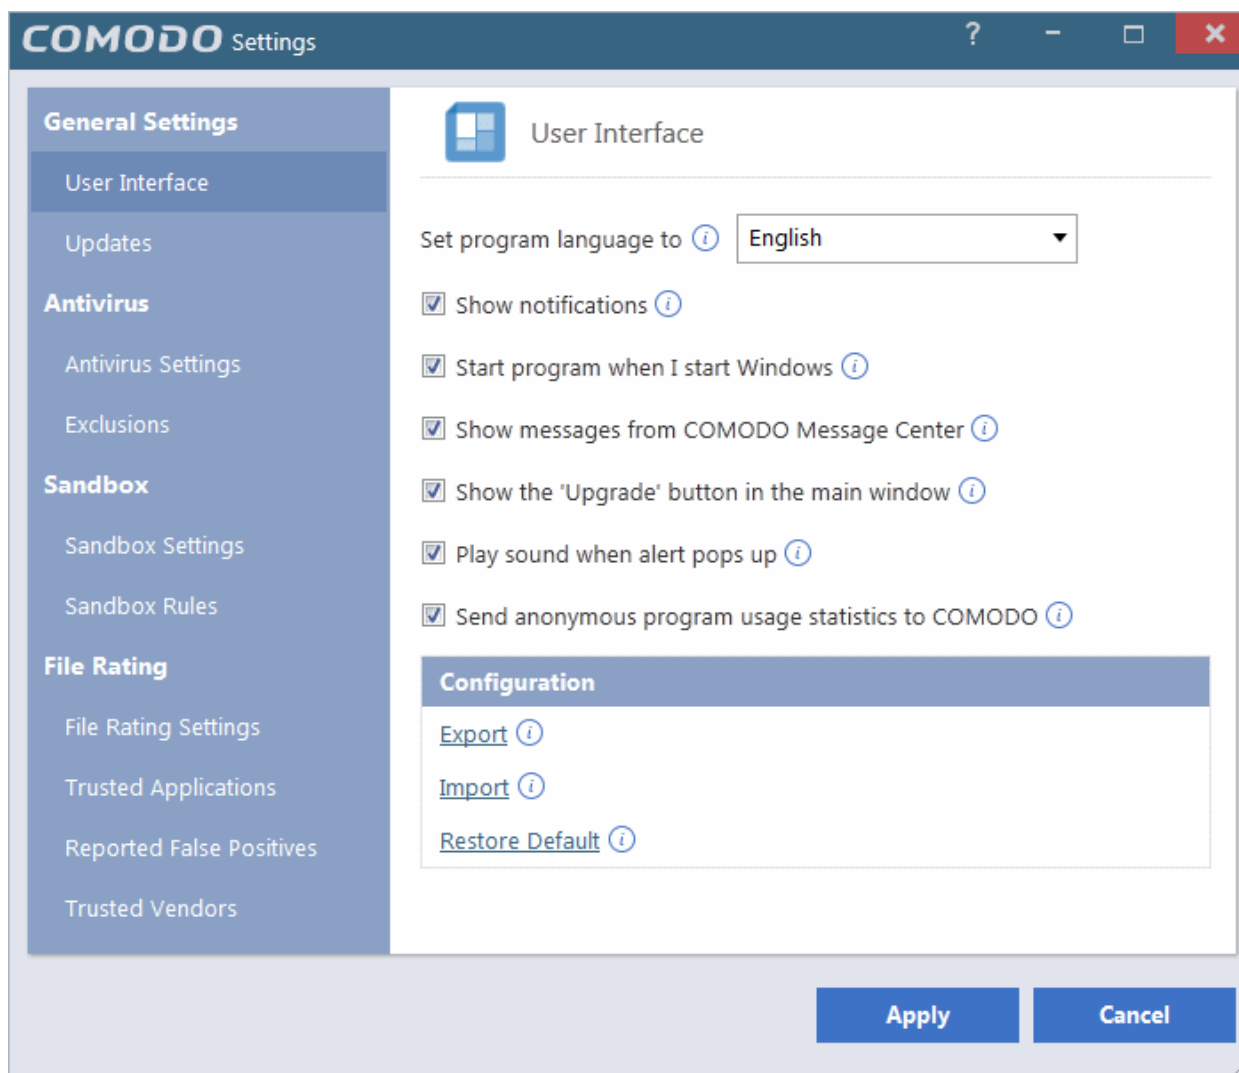 COMODO Settings
General Settings
User Interface
Updates
Antivirus
Antivirus Settings
Exclusions
Sandbox
Sandbox Settings
Sandbox Rules
File Rating
File Rating Settings
Trusted Applications
Reported False Positives
Trusted Vendors
User Interface
Set program language to English
Show notifications
Start program when I start Windows
Show messages from COMODO Message Center
Show the 'Upgrade' button in the main window
Play sound when alert pops up
Send anonymous program usage statistics to COMODO
Configuration
Export
Import
Restore Default
Apply Cancel